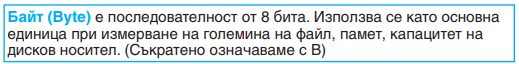 Байт (Byte) е последователност от 8 бита. Използва се като основна
единица при измерване на големина на файл, памет, капацитет на
дисков носител. (Съкратено означаваме с B)